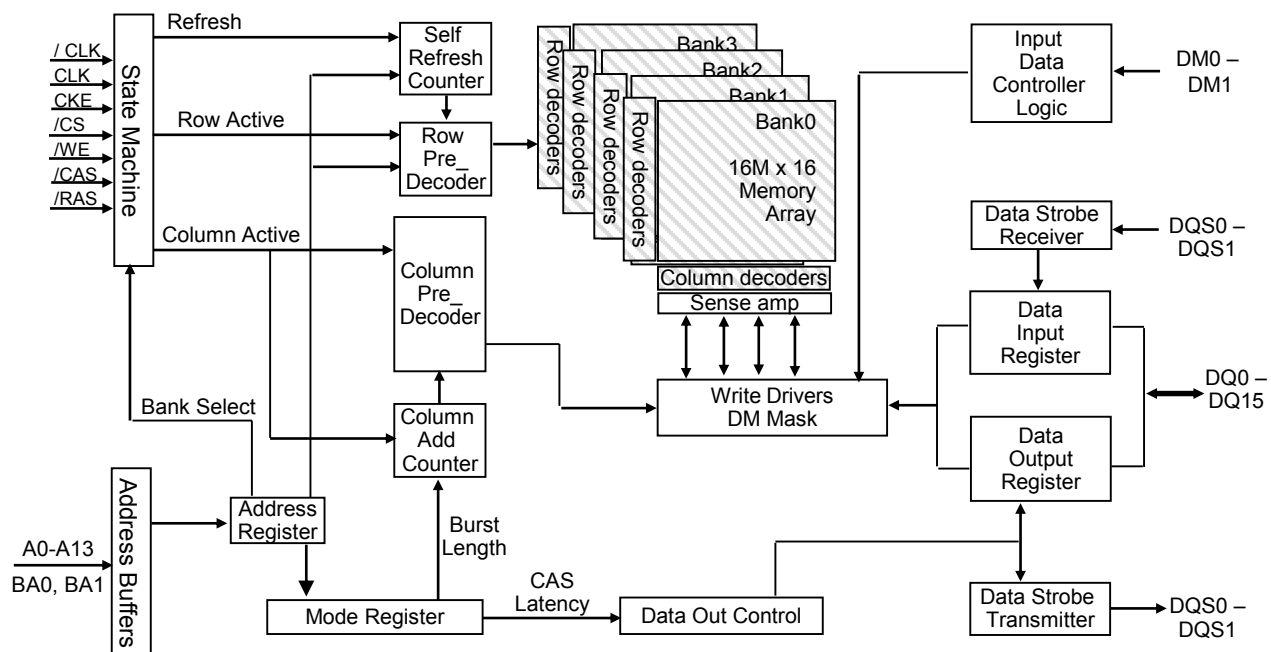 / CLK
CLK
CKE
/CS
/WE
/CAS
/RAS
State Machine
Refresh
Row Active
Column Active
Bank Select
Self
Refresh
Counter
Row
Pre_
Decoder
Column
Pre_
Decoder
Column
Add
Counter
Row decoders
Row decoders
Row decoders
Row decoders
Bank3
Bank2
Bank1
Bank0
16M x 16
Memory
Array
Column decoders
Sense amp
Write Drivers
DM Mask
Input
Data
Controller
Logic
DM0 –
DM1
Data Strobe
Receiver
DQS0 –
DQS1
Data
Input
Register
DQ0 –
DQ15
Data
Output
Register
Address Buffers
A0-A13
BA0, BA1
Address
Register
Burst
Length
Mode Register
CAS
Latency
Data Out Control
Data Strobe
Transmitter
DQS0 –
DQS1